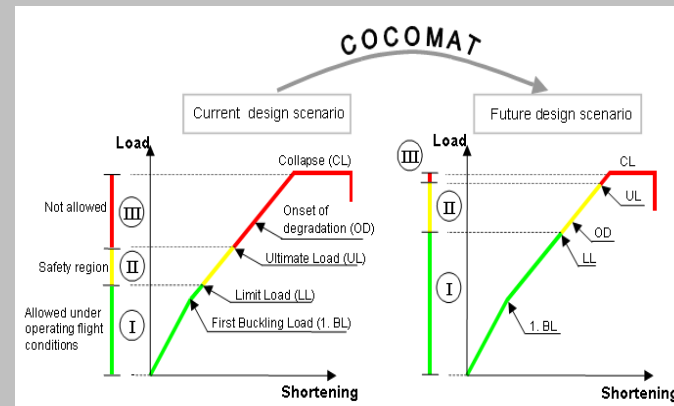 COCOMAT
Current design scenario
Future design scenario
Load
Collapse (CL)
Not allowed
III
Onset of
degradation (OD)
Ultimate Load (UL)
Safety region
II
Limit Load (LL)
Allowed under
operating flight
conditions
I
First Buckling Load (1. BL)
Shortening
Load
III
CL
UL
II
OD
LL
I
1. BL
Shortening